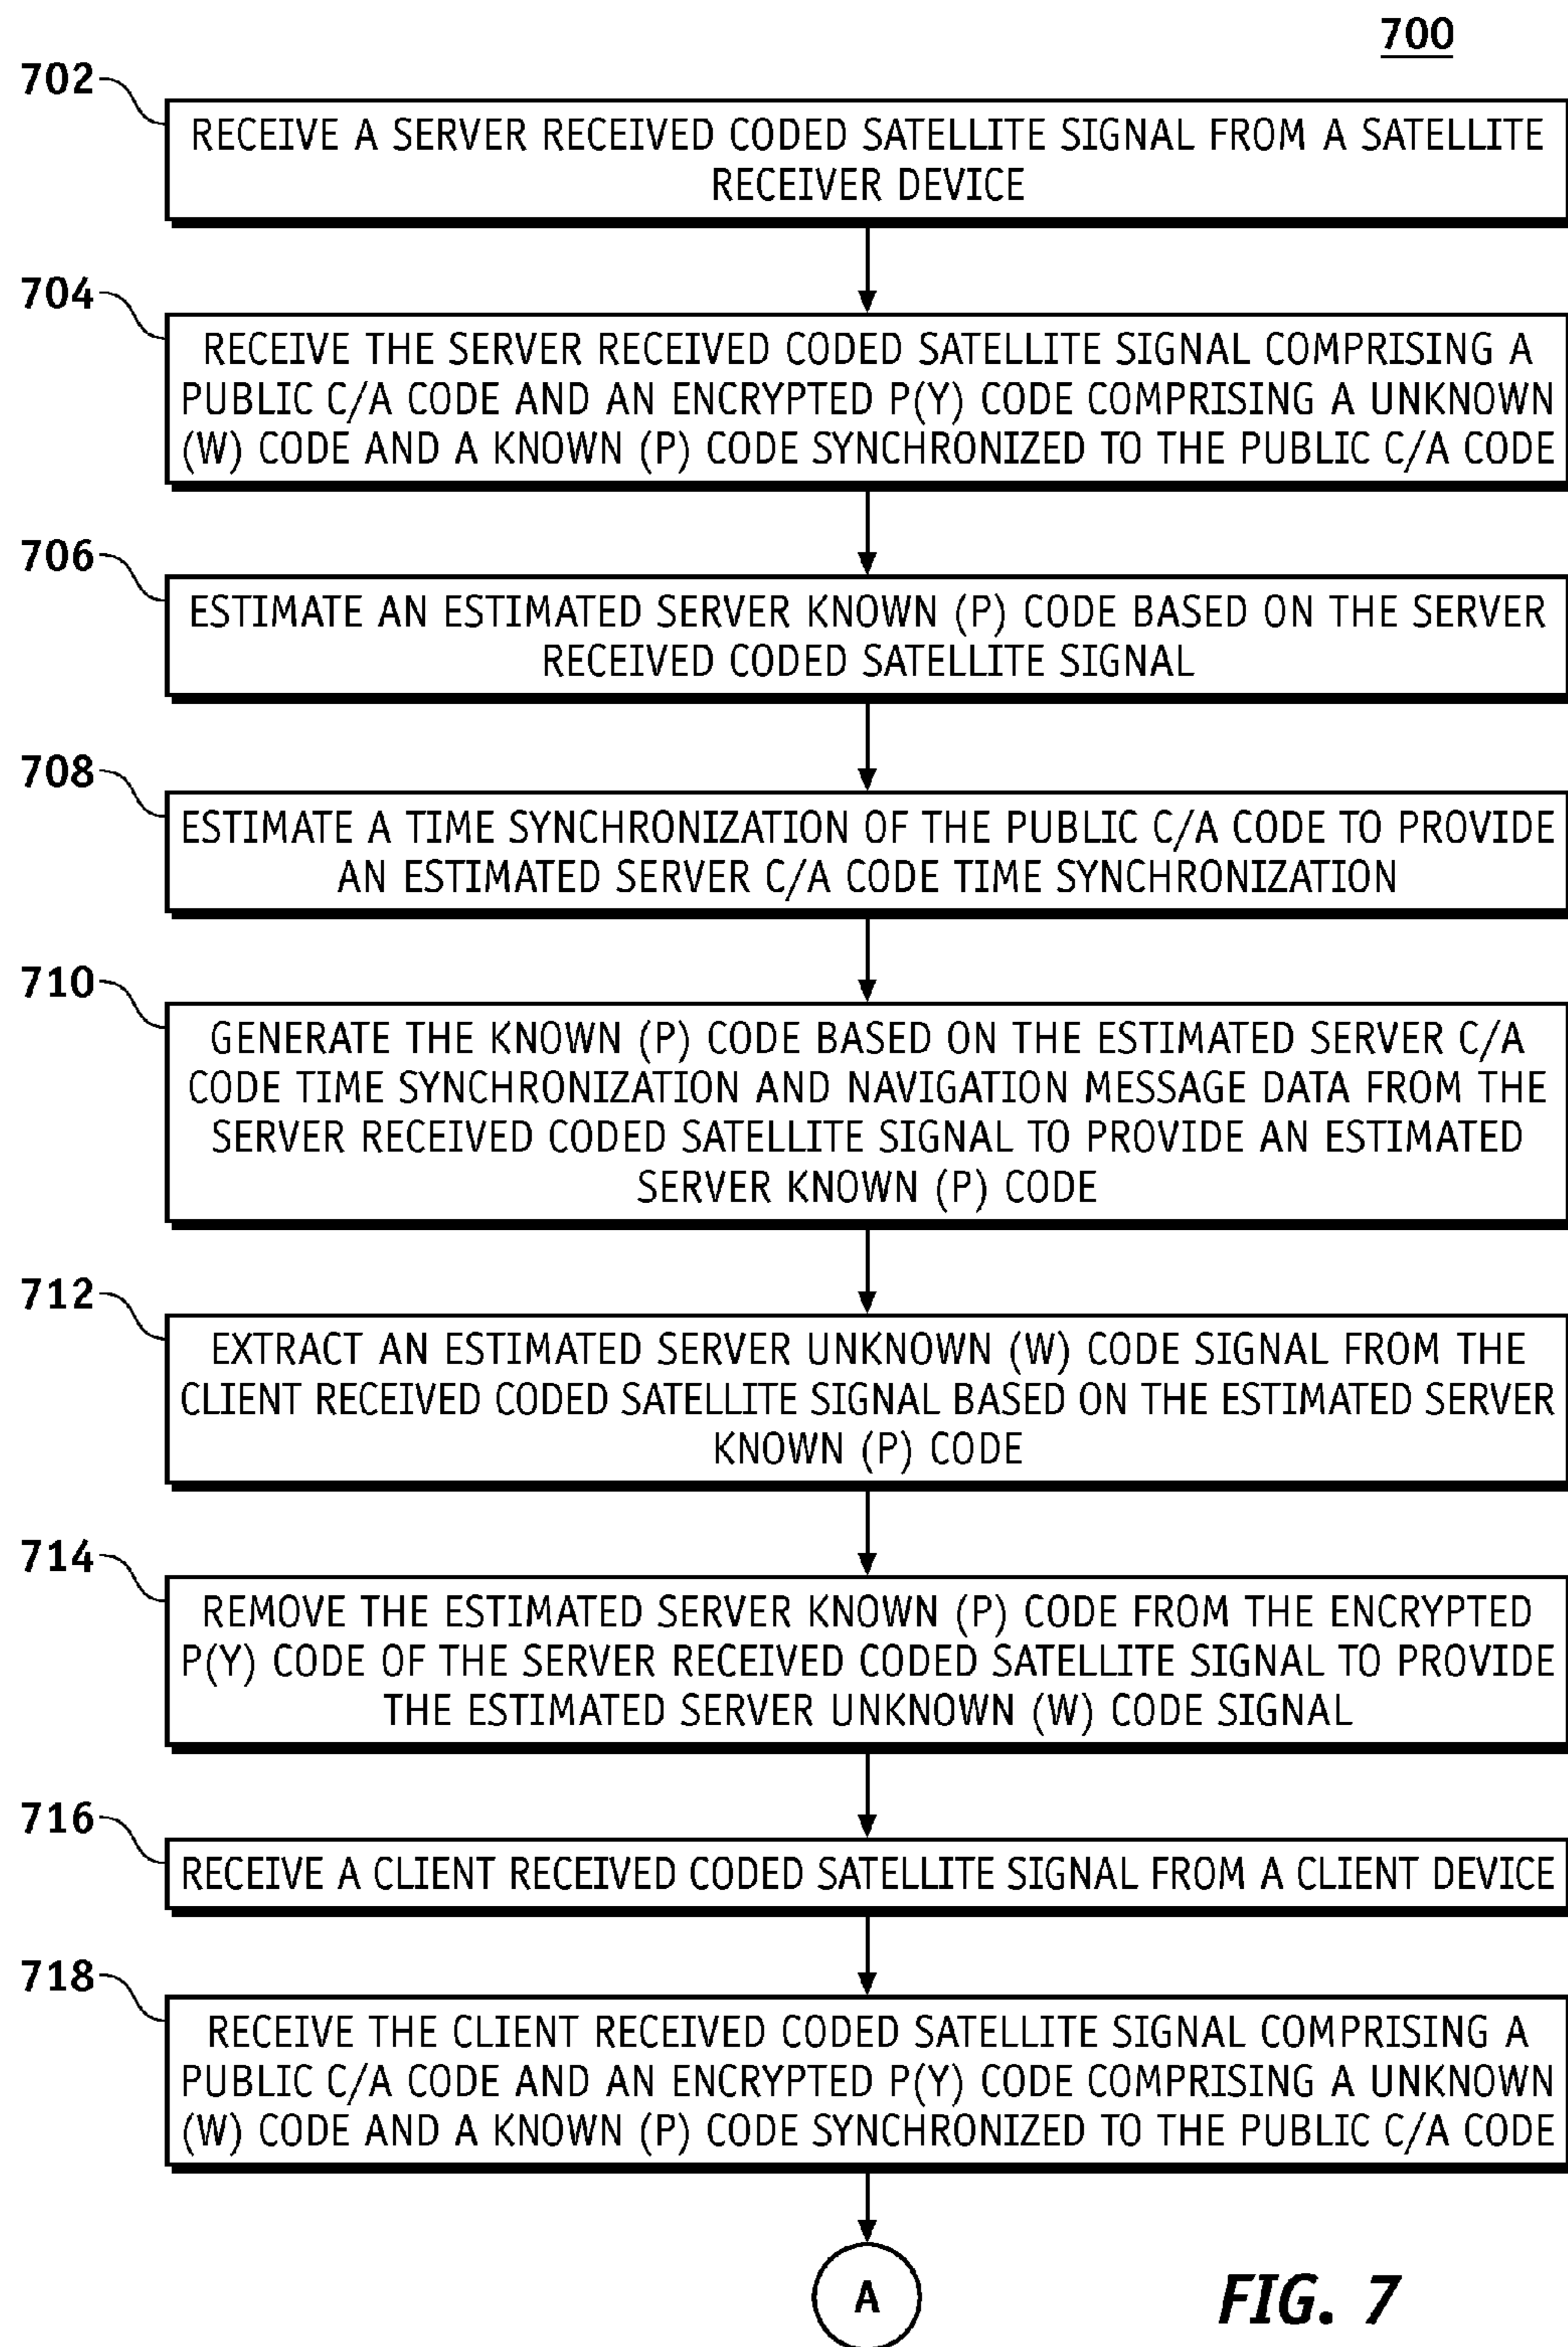 700
702
RECEIVE A SERVER RECEIVED CODED SATELLITE SIGNAL FROM A SATELLITE
RECEIVER DEVICE
704
RECEIVE THE SERVER RECEIVED CODED SATELLITE SIGNAL COMPRISING A
PUBLIC C/A CODE AND AN ENCRYPTED P(Y) CODE COMPRISING A UNKNOWN
(W) CODE AND A KNOWN (P) CODE SYNCHRONIZED TO THE PUBLIC C/A CODE
706
ESTIMATE AN ESTIMATED SERVER KNOWN (P) CODE BASED ON THE SERVER
RECEIVED CODED SATELLITE SIGNAL
708
ESTIMATE A TIME SYNCHRONIZATION OF THE PUBLIC C/A CODE TO PROVIDE
AN ESTIMATED SERVER C/A CODE TIME SYNCHRONIZATION
710
GENERATE THE KNOWN (P) CODE BASED ON THE ESTIMATED SERVER C/A
CODE TIME SYNCHRONIZATION AND NAVIGATION MESSAGE DATA FROM THE
SERVER RECEIVED CODED SATELLITE SIGNAL TO PROVIDE AN ESTIMATED
SERVER KNOWN (P) CODE
712
EXTRACT AN ESTIMATED SERVER UNKNOWN (W) CODE SIGNAL FROM THE
CLIENT RECEIVED CODED SATELLITE SIGNAL BASED ON THE ESTIMATED SERVER
KNOWN (P) CODE
714
REMOVE THE ESTIMATED SERVER KNOWN (P) CODE FROM THE ENCRYPTED
P(Y) CODE OF THE SERVER RECEIVED CODED SATELLITE SIGNAL TO PROVIDE
THE ESTIMATED SERVER UNKNOWN (W) CODE SIGNAL
716
RECEIVE A CLIENT RECEIVED CODED SATELLITE SIGNAL FROM A CLIENT DEVICE
718
RECEIVE THE CLIENT RECEIVED CODED SATELLITE SIGNAL COMPRISING A
PUBLIC C/A CODE AND AN ENCRYPTED P(Y) CODE COMPRISING A UNKNOWN
(W) CODE AND A KNOWN (P) CODE SYNCHRONIZED TO THE PUBLIC C/A CODE
A
FIG. 7